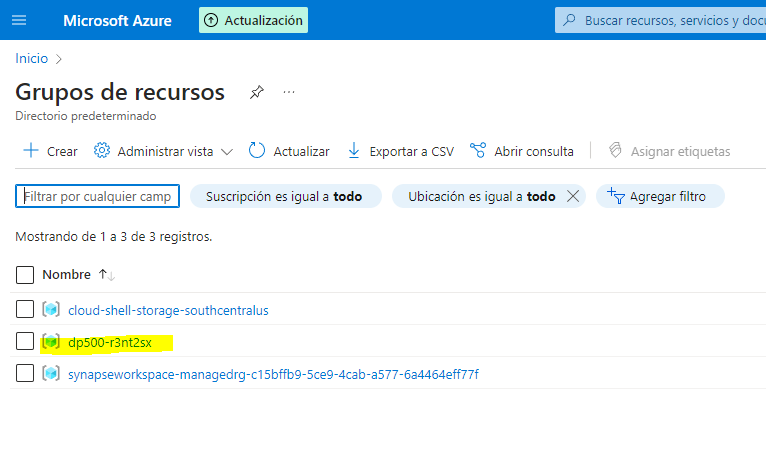 Microsoft Azure
Actualización
Buscar recursos, servicios y docu
Inicio
Grupos de recursos
Directorio predeterminado
Crear
Administrar vista
Actualizar
Exportar a CSV
Abrir consulta
Asignar etiquetas
Filtrar por cualquier camp
Suscripción es igual a todo
Ubicación es igual a todo
Agregar filtro
Mostrando de 1 a 3 de 3 registros.
Nombre
cloud-shell-storage-southcentralus
dp500-r3nt2sx
synapseworkspace-managedrg-c15bffb9-5ce9-4cab-a577-6a4464eff77f